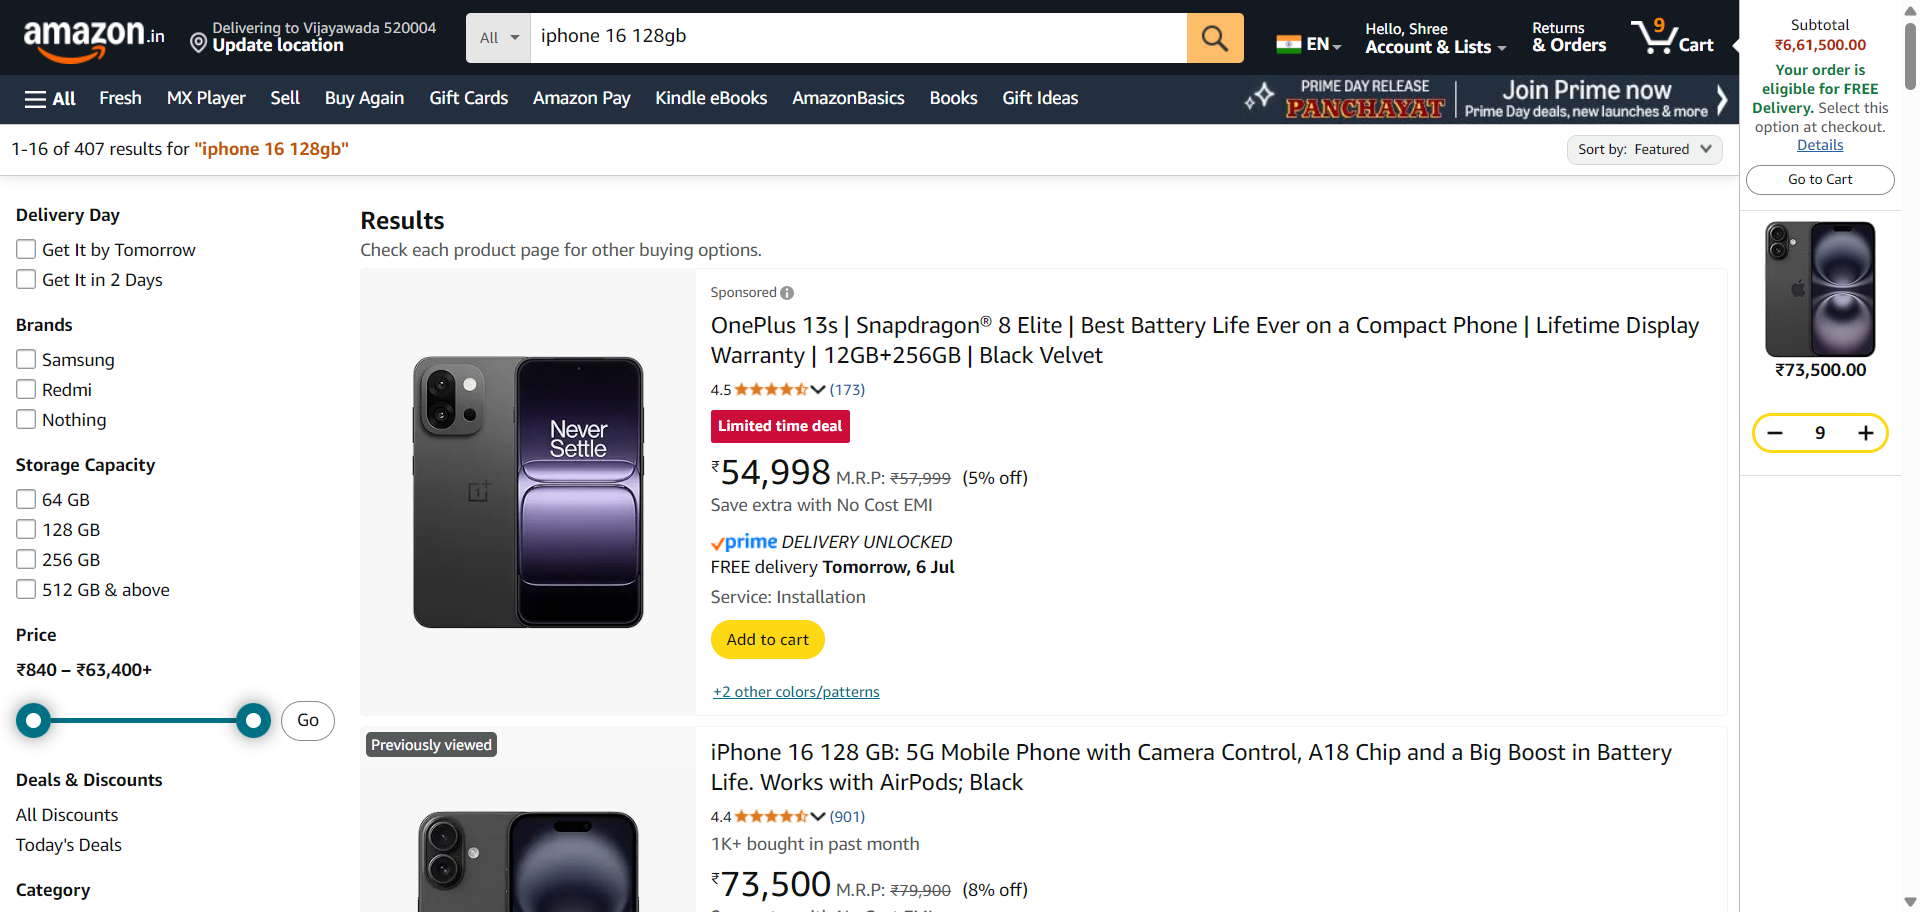 amazon.in
Delivering to Vijayawada 520004
Update location
All
iphone 16 128gb
EN
Hello, Shree
Account & Lists
Returns
& Orders
9
Cart
All
Fresh
MX Player
Sell
Buy Again
Gift Cards
Amazon Pay
Kindle eBooks
AmazonBasics
Books
Gift Ideas
PRIME DAY RELEASE
PANCHAYAT
Join Prime now
Prime Day deals, new launches & more
Subtotal
₹6,61,500.00
Your order is
eligible for FREE
Delivery. Select this
option at checkout.
Details
Go to Cart
₹73,500.00
9
1-16 of 407 results for "iphone 16 128gb"
Sort by: Featured
Delivery Day
Get It by Tomorrow
Get It in 2 Days
Brands
Samsung
Redmi
Nothing
Storage Capacity
64 GB
128 GB
256 GB
512 GB & above
Price
₹840 – ₹63,400+
Go
Deals & Discounts
All Discounts
Today's Deals
Category
Results
Check each product page for other buying options.
Never
Settle
Sponsored
OnePlus 13s | Snapdragon® 8 Elite | Best Battery Life Ever on a Compact Phone | Lifetime Display
Warranty | 12GB+256GB | Black Velvet
4.5 (173)
Limited time deal
₹54,998 M.R.P: ₹57,999 (5% off)
Save extra with No Cost EMI
prime DELIVERY UNLOCKED
FREE delivery Tomorrow, 6 Jul
Service: Installation
Add to cart
+2 other colors/patterns
Previously viewed
iPhone 16 128 GB: 5G Mobile Phone with Camera Control, A18 Chip and a Big Boost in Battery
Life. Works with AirPods; Black
4.4 (901)
1K+ bought in past month
₹73,500 M.R.P: ₹79,900 (8% off)